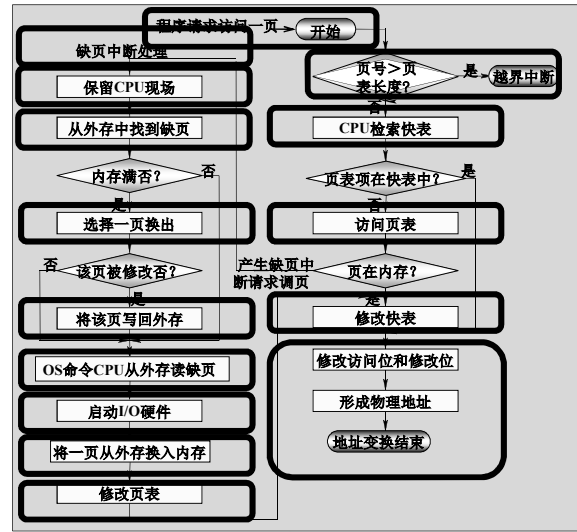 程序请求访问一页
开始
缺页中断处理
保留CPU现场
从外存中找到缺页
内存满否？
否
是
选择一页换出
否
该页被修改否？
是
将该页写回外存
OS命令CPU从外存读缺页
启动I/O硬件
将一页从外存换入内存
修改页表
页号＞页
表长度？
是
越界中断
否
CPU检索快表
页表项在快表中？
是
否
访问页表
产生缺页中
断请求调页
页在内存？
是
修改快表
修改访问位和修改位
形成物理地址
地址变换结束